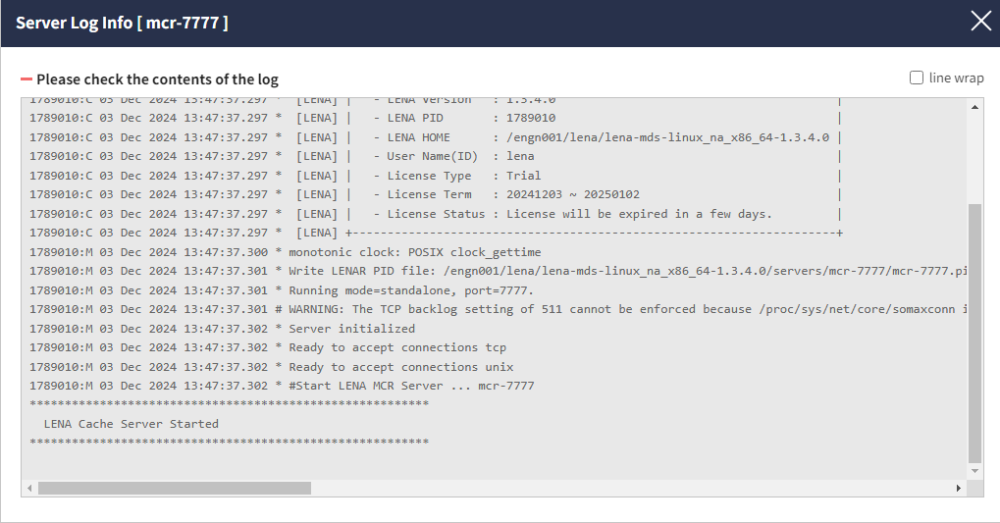 Server Log Info [ mcr-7777 ]
Please check the contents of the log
line wrap
1789010:C 03 Dec 2024 13:47:37.297 *  [LENA] |   - LENA Version   : 1.3.4.0                                        |
1789010:C 03 Dec 2024 13:47:37.297 *  [LENA] |   - LENA PID       : 1789010                                        |
1789010:C 03 Dec 2024 13:47:37.297 *  [LENA] |   - LENA HOME      : /engn001/lena/lena-mds-linux_na_x86_64-1.3.4.0 |
1789010:C 03 Dec 2024 13:47:37.297 *  [LENA] |   - User Name(ID)  : lena                                           |
1789010:C 03 Dec 2024 13:47:37.297 *  [LENA] |   - License Type   : Trial                                          |
1789010:C 03 Dec 2024 13:47:37.297 *  [LENA] |   - License Term   : 20241203 ~ 20250102                            |
1789010:C 03 Dec 2024 13:47:37.297 *  [LENA] |   - License Status : License will be expired in a few days.         |
1789010:C 03 Dec 2024 13:47:37.297 *  [LENA] +---------------------------------------------------------------------+
1789010:M 03 Dec 2024 13:47:37.300 * monotonic clock: POSIX clock_gettime
1789010:M 03 Dec 2024 13:47:37.301 * Write LENAR PID file: /engn001/lena/lena-mds-linux_na_x86_64-1.3.4.0/servers/mcr-7777/mcr-7777.pi
1789010:M 03 Dec 2024 13:47:37.301 * Running mode=standalone, port=7777.
1789010:M 03 Dec 2024 13:47:37.301 # WARNING: The TCP backlog setting of 511 cannot be enforced because /proc/sys/net/core/somaxconn i
1789010:M 03 Dec 2024 13:47:37.302 * Server initialized
1789010:M 03 Dec 2024 13:47:37.302 * Ready to accept connections tcp
1789010:M 03 Dec 2024 13:47:37.302 * Ready to accept connections unix
1789010:M 03 Dec 2024 13:47:37.302 * #Start LENA MCR Server ... mcr-7777
*********************************************************
LENA Cache Server Started
*********************************************************